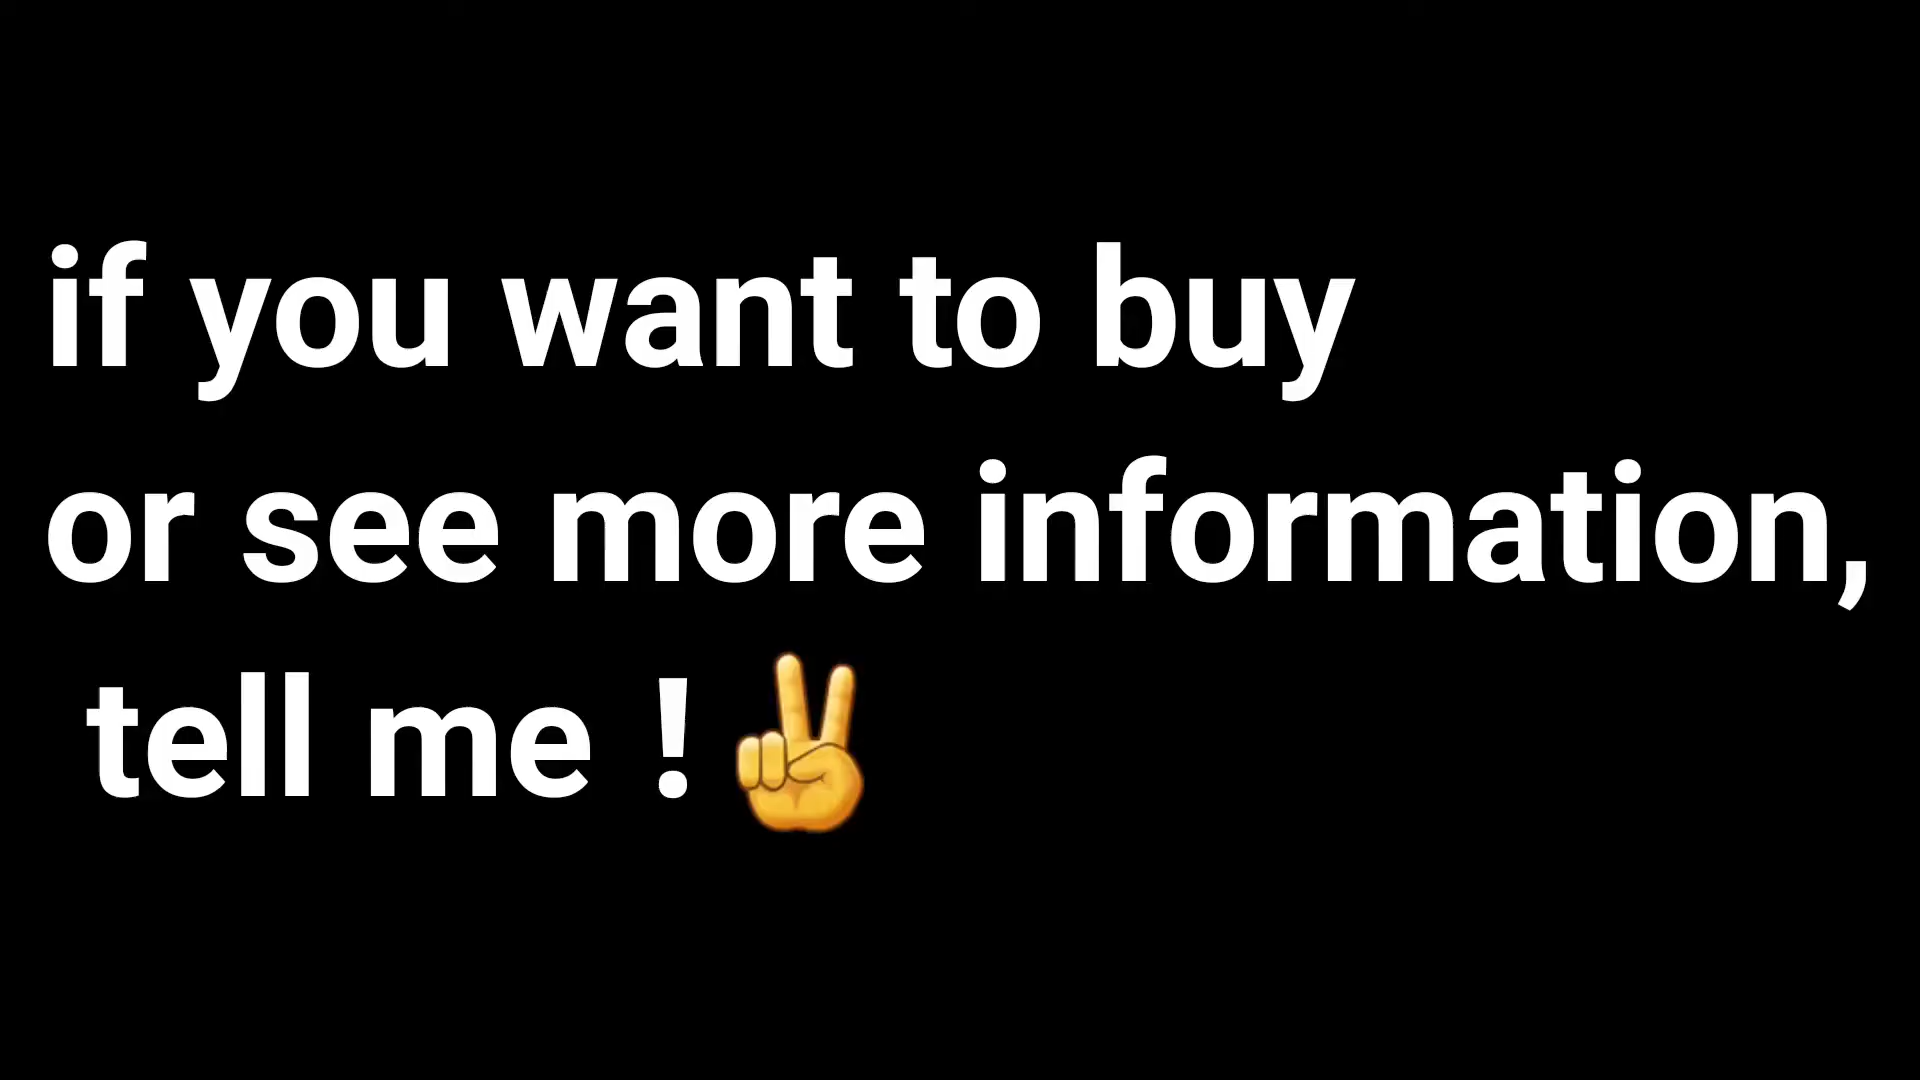 if you want to buy
or see more information,
tell me !✌